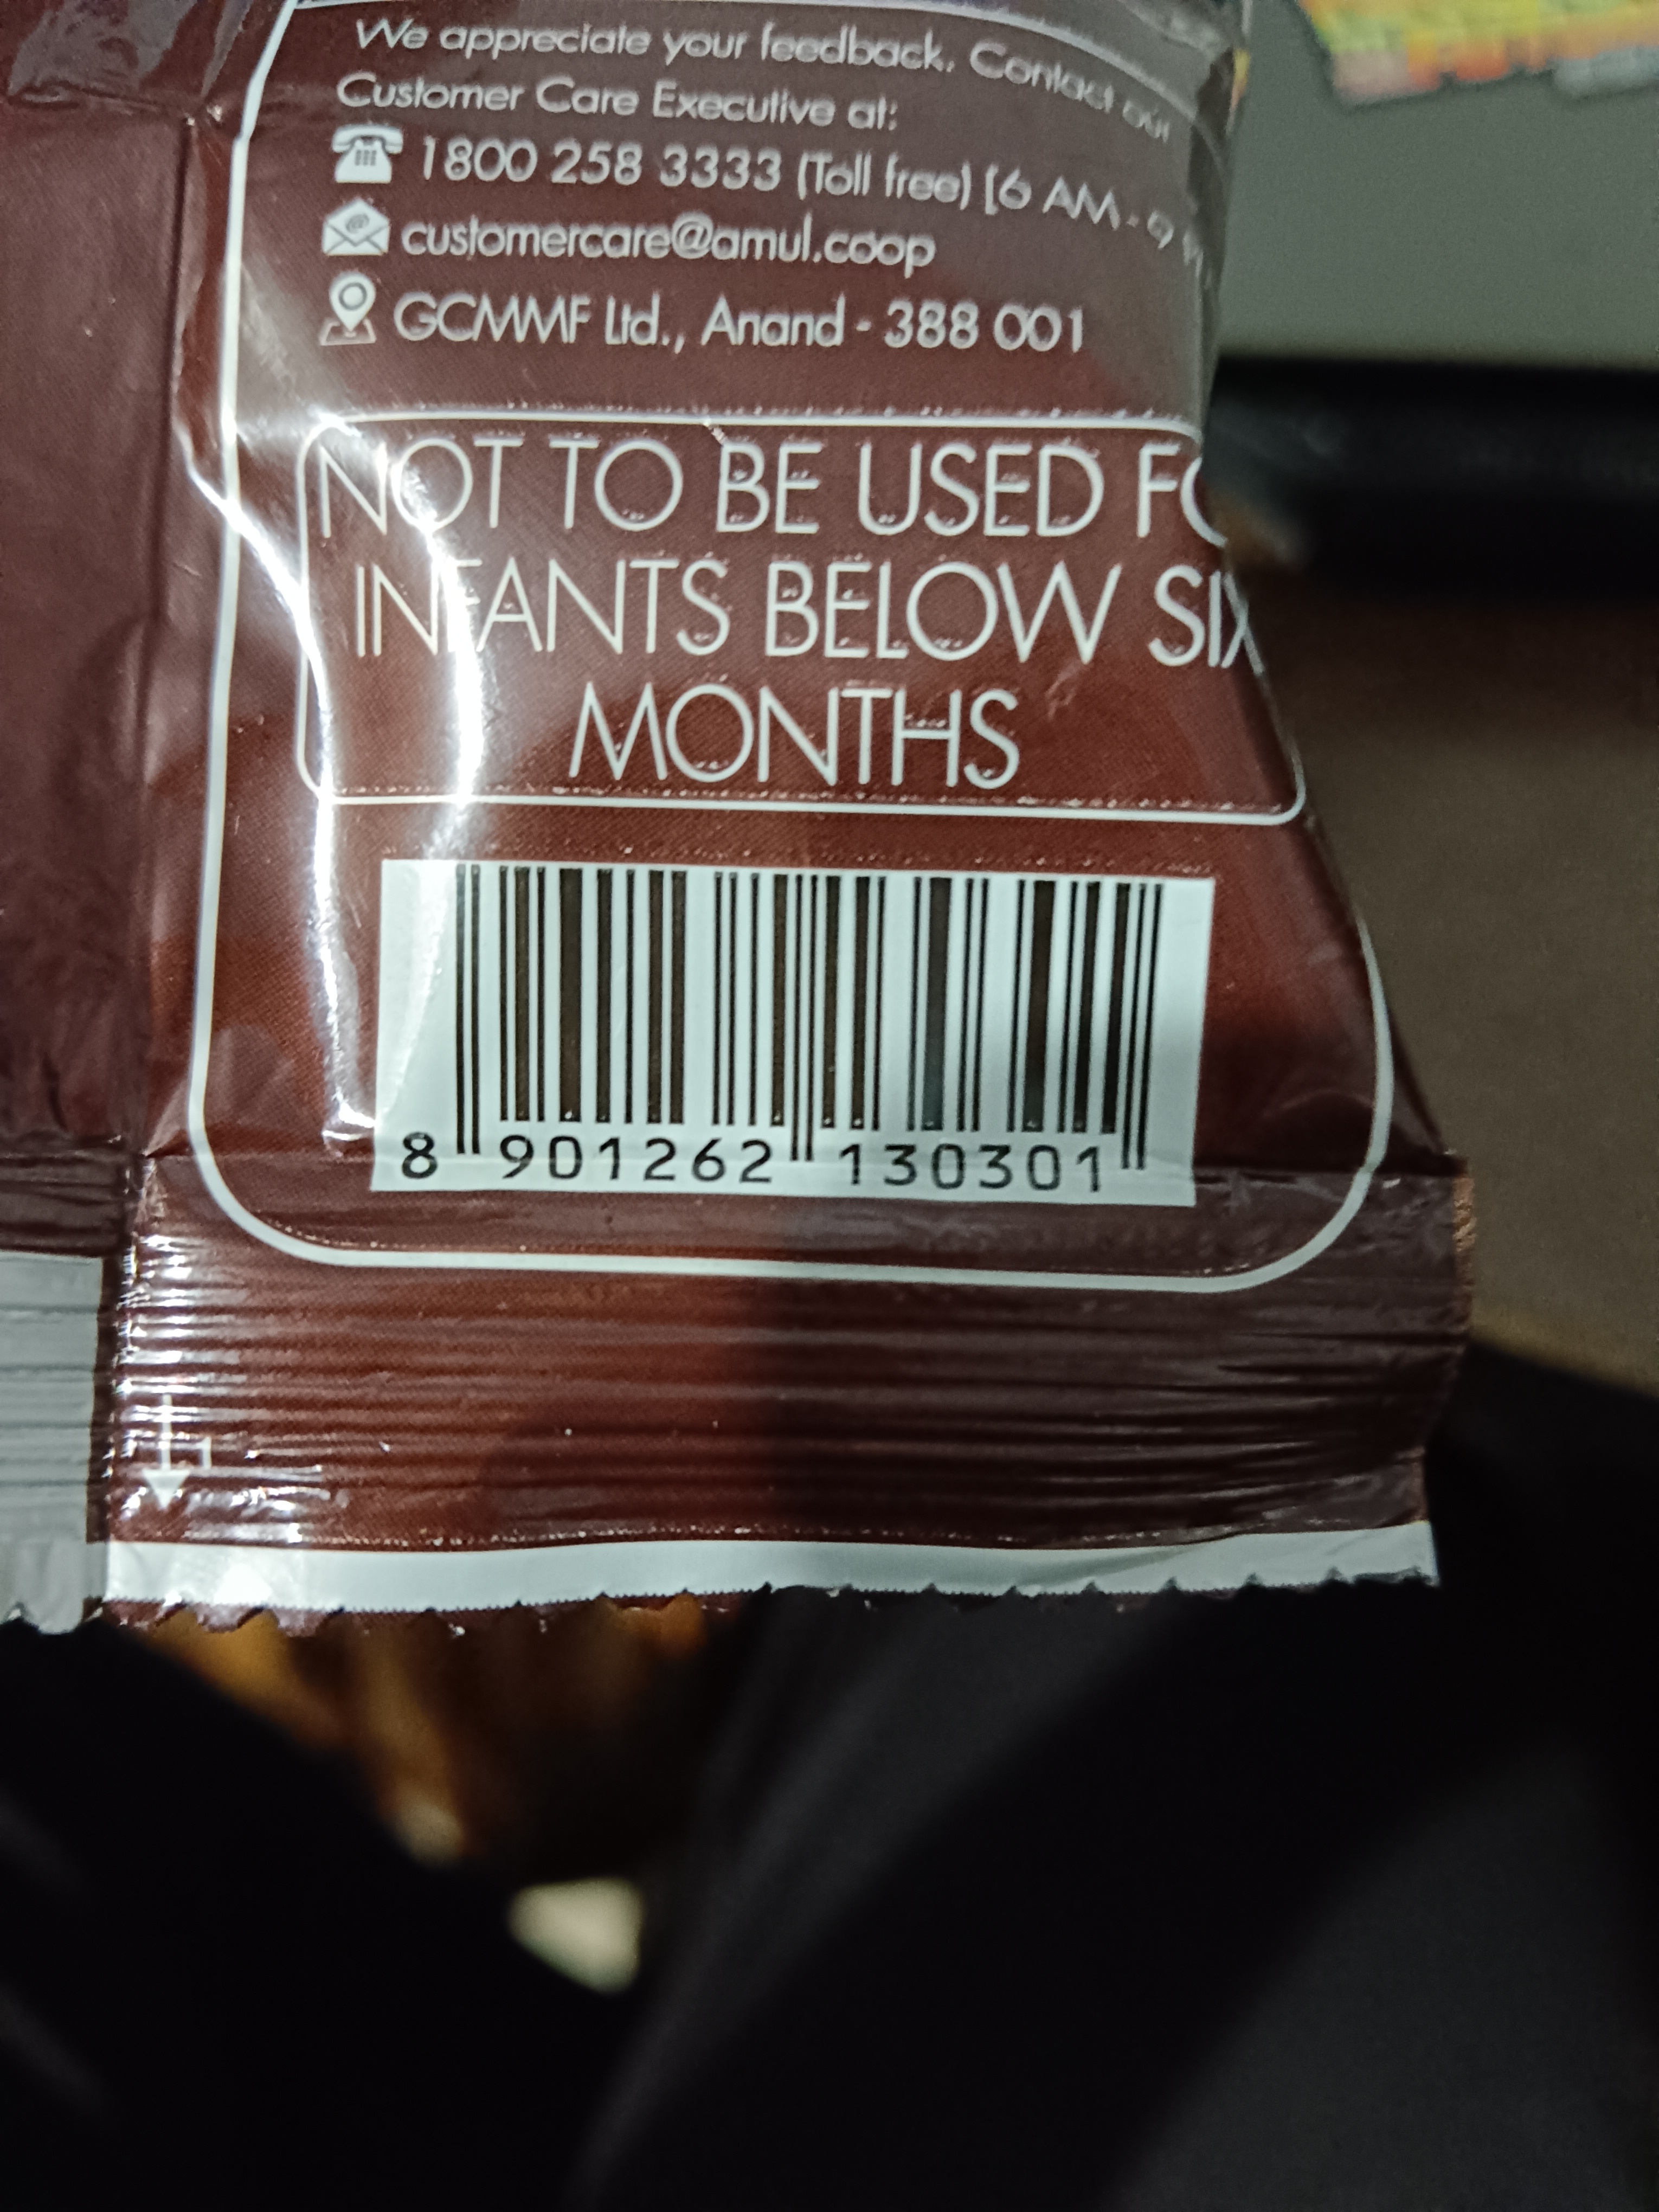 We appreciate your feedback. Contact our
Customer Care Executive at:
1800 258 3333 (Toll free) [6 AM - 9
customercare@amul.coop
GCMMF Ltd., Anand - 388 001
NOT TO BE USED
INFANTS BELOW SIX
MONTHS
8 901262 130301